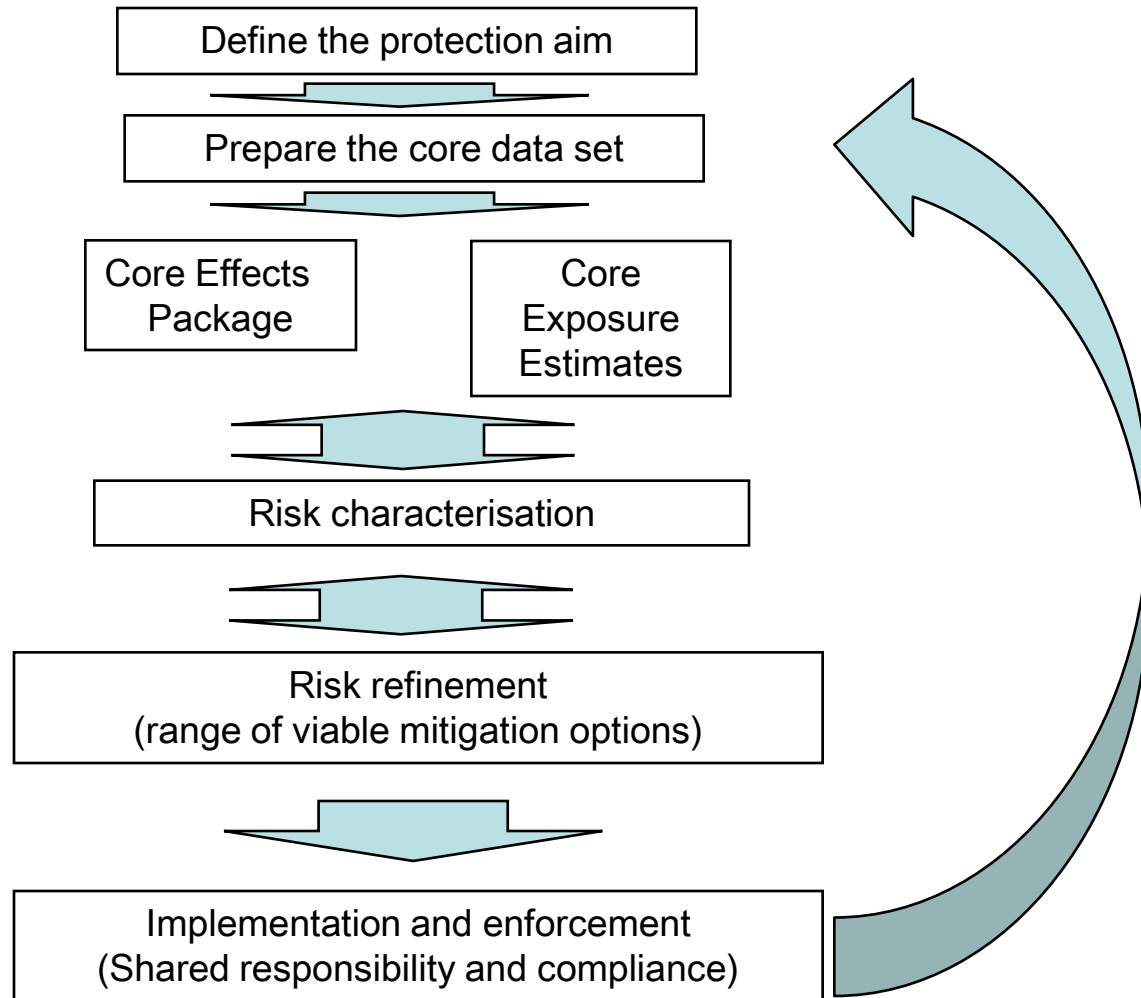 Define the protection aim
Prepare the core data set
Core Effects
Package
Core
Exposure
Estimates
Risk characterisation
Risk refinement
(range of viable mitigation options)
Implementation and enforcement
(Shared responsibility and compliance)